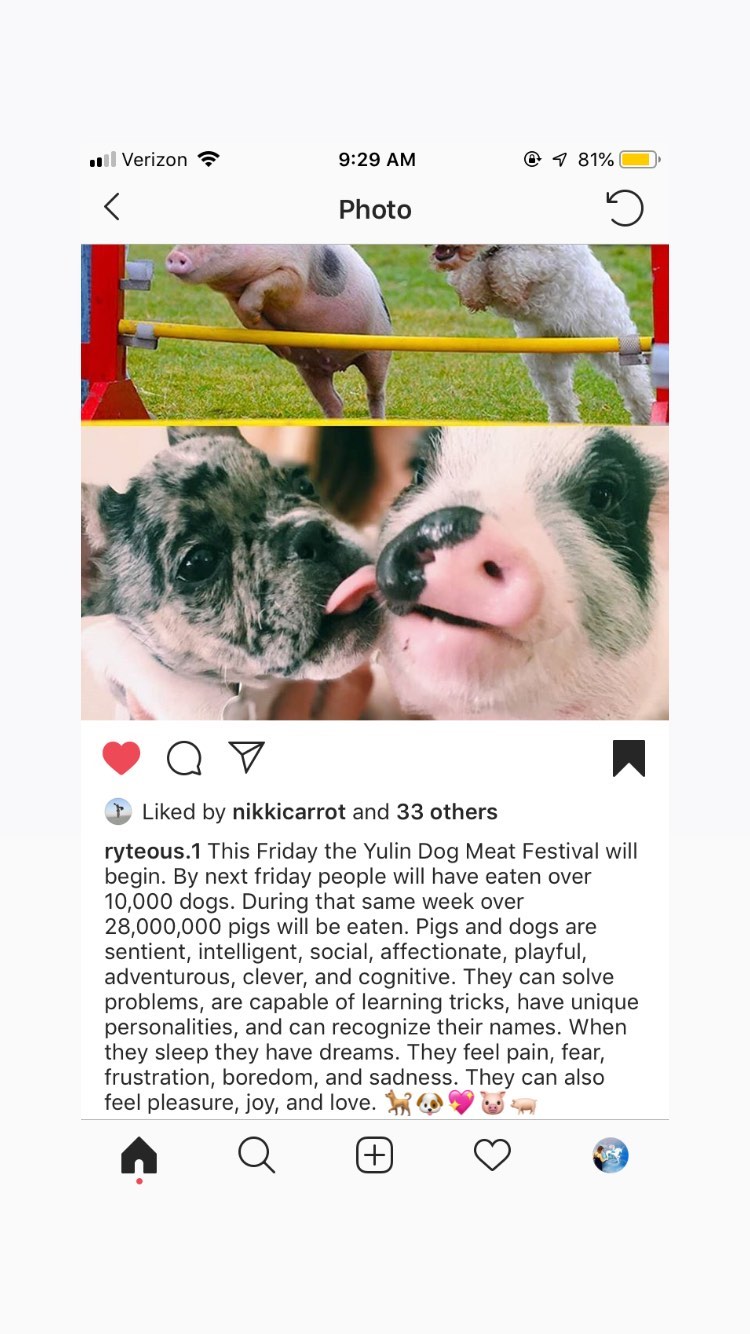 Verizon 9:29 AM 81%
Photo
Liked by nikkicarrot and 33 others
ryteous.1 This Friday the Yulin Dog Meat Festival will
begin. By next friday people will have eaten over
10,000 dogs. During that same week over
28,000,000 pigs will be eaten. Pigs and dogs are
sentient, intelligent, social, affectionate, playful,
adventurous, clever, and cognitive. They can solve
problems, are capable of learning tricks, have unique
personalities, and can recognize their names. When
they sleep they have dreams. They feel pain, fear,
frustration, boredom, and sadness. They can also
feel pleasure, joy, and love. 🐕🐶💖🐷🐖